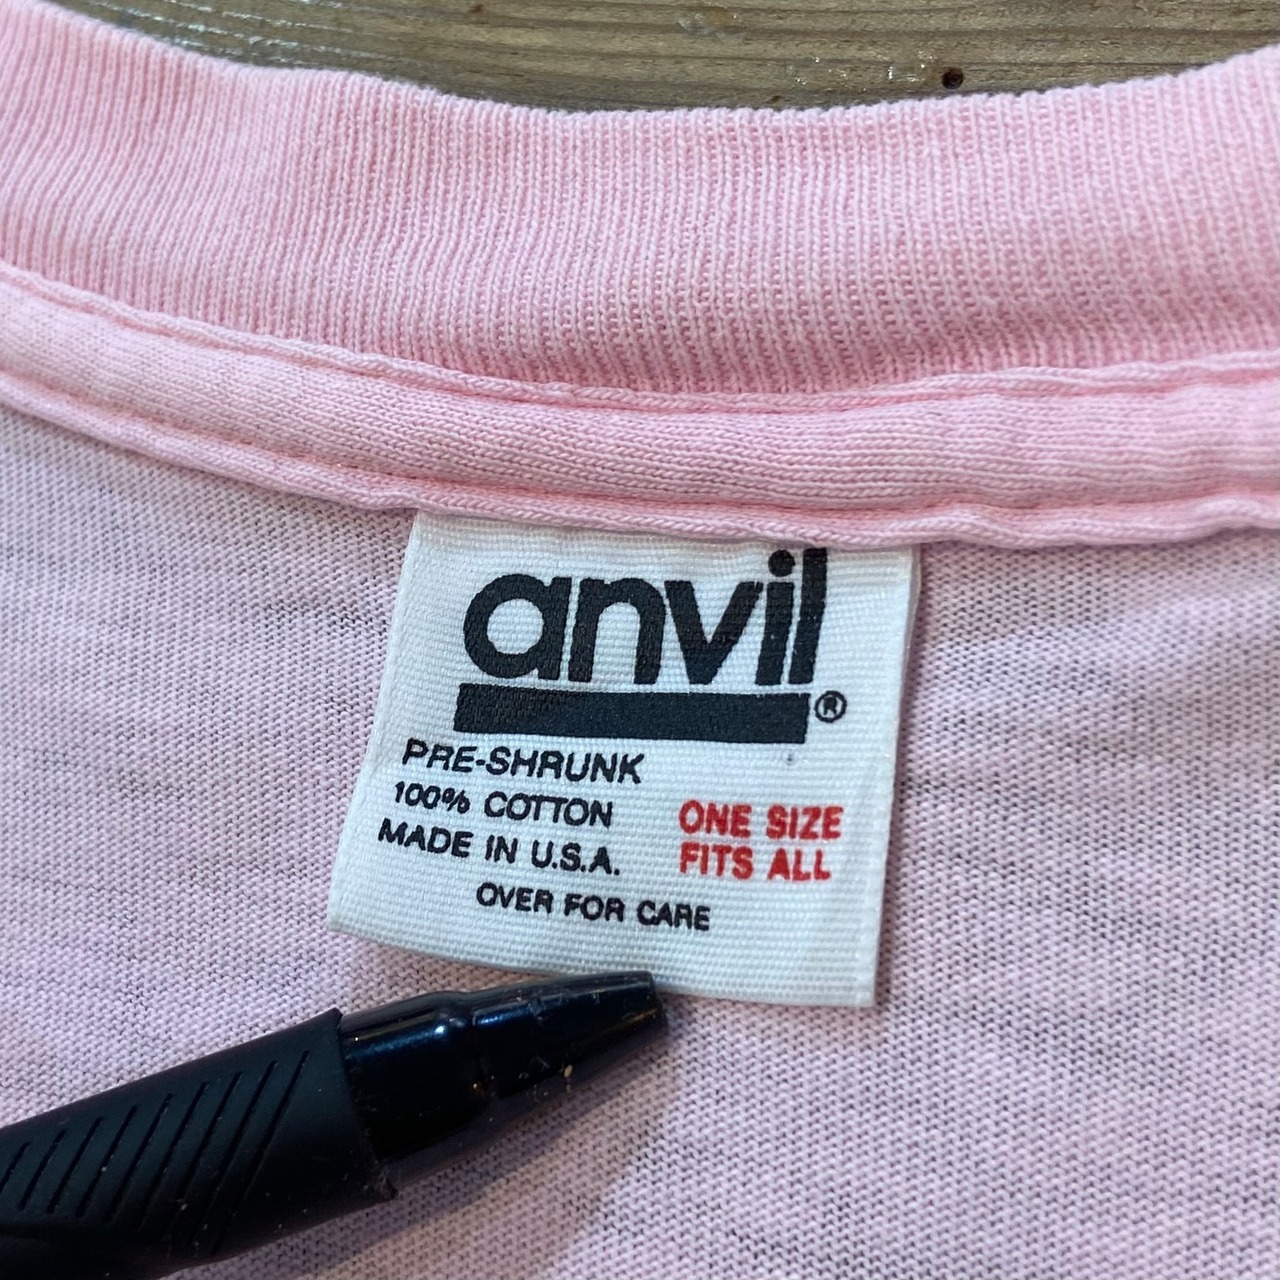 anvil®
PRE-SHRUNK
100% COTTON
MADE IN U.S.A.
ONE SIZE
FITS ALL
OVER FOR CARE